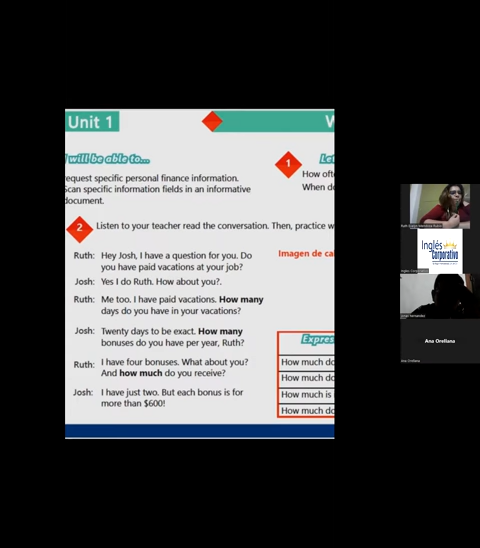 Unit 1
W
I will be able to...
request specific personal finance information.
Scan specific information fields in an informative
document.
1
Let
How oft
When do
2
Listen to your teacher read the conversation. Then, practice w
Ruth: Hey Josh, I have a question for you. Do
you have paid vacations at your job?
Josh: Yes I do Ruth. How about you?.
Ruth: Me too. I have paid vacations. How many
days do you have in your vacations?
Josh: Twenty days to be exact. How many
bonuses do you have per year, Ruth?
Ruth: I have four bonuses. What about you?
And how much do you receive?
Josh: I have just two. But each bonus is for
more than $600!
Imagen de ca
Expres
How much do
How much do
How much is
How much do
Inglés
Corporativo
Ana Orellana
Ana Orellana